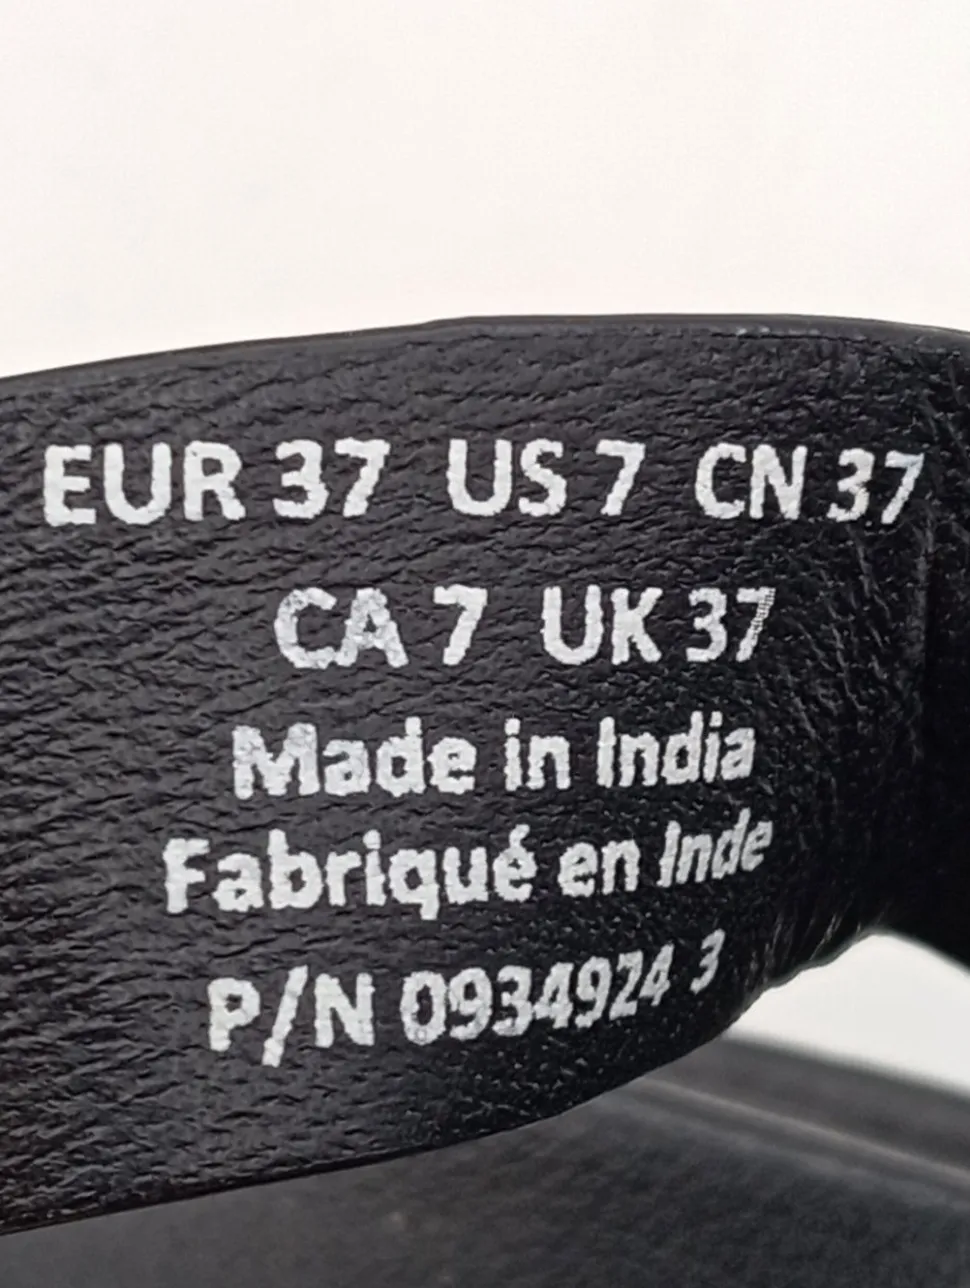 EUR 37 US 7 CN 37
CA 7 UK 37
Made in India
Fabriqué en Inde
P/N 0934924 3